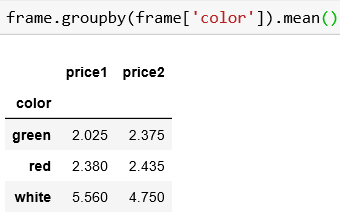 frame.groupby(frame['color']).mean()
price1 price2
color
green 2.025 2.375
red 2.380 2.435
white 5.560 4.750